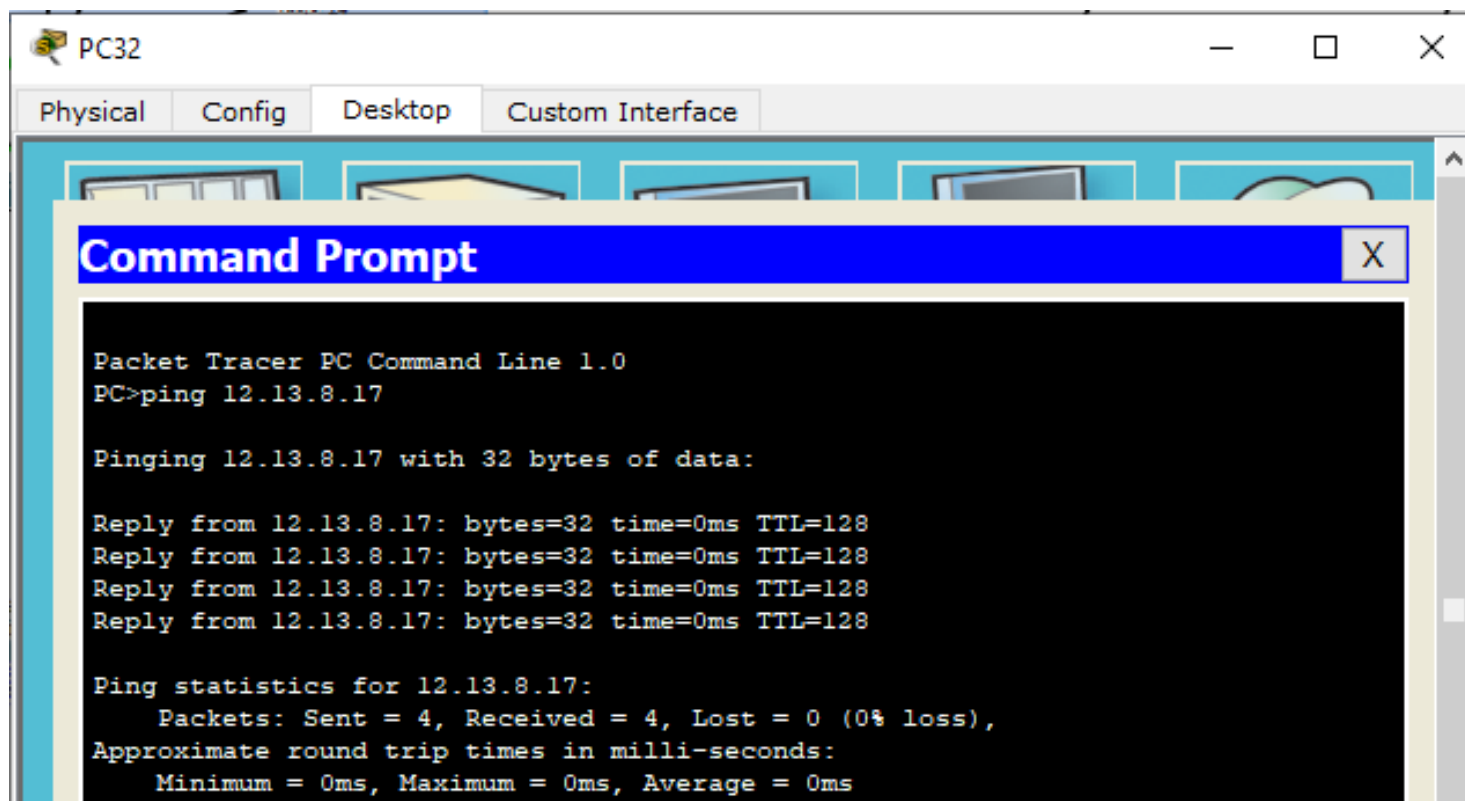 PC32
Physical Config Desktop Custom Interface
Command Prompt X
Packet Tracer PC Command Line 1.0
PC>ping 12.13.8.17
Pinging 12.13.8.17 with 32 bytes of data:
Reply from 12.13.8.17: bytes=32 time=0ms TTL=128
Reply from 12.13.8.17: bytes=32 time=0ms TTL=128
Reply from 12.13.8.17: bytes=32 time=0ms TTL=128
Reply from 12.13.8.17: bytes=32 time=0ms TTL=128
Ping statistics for 12.13.8.17:
Packets: Sent = 4, Received = 4, Lost = 0 (0% loss),
Approximate round trip times in milli-seconds:
Minimum = 0ms, Maximum = 0ms, Average = 0ms